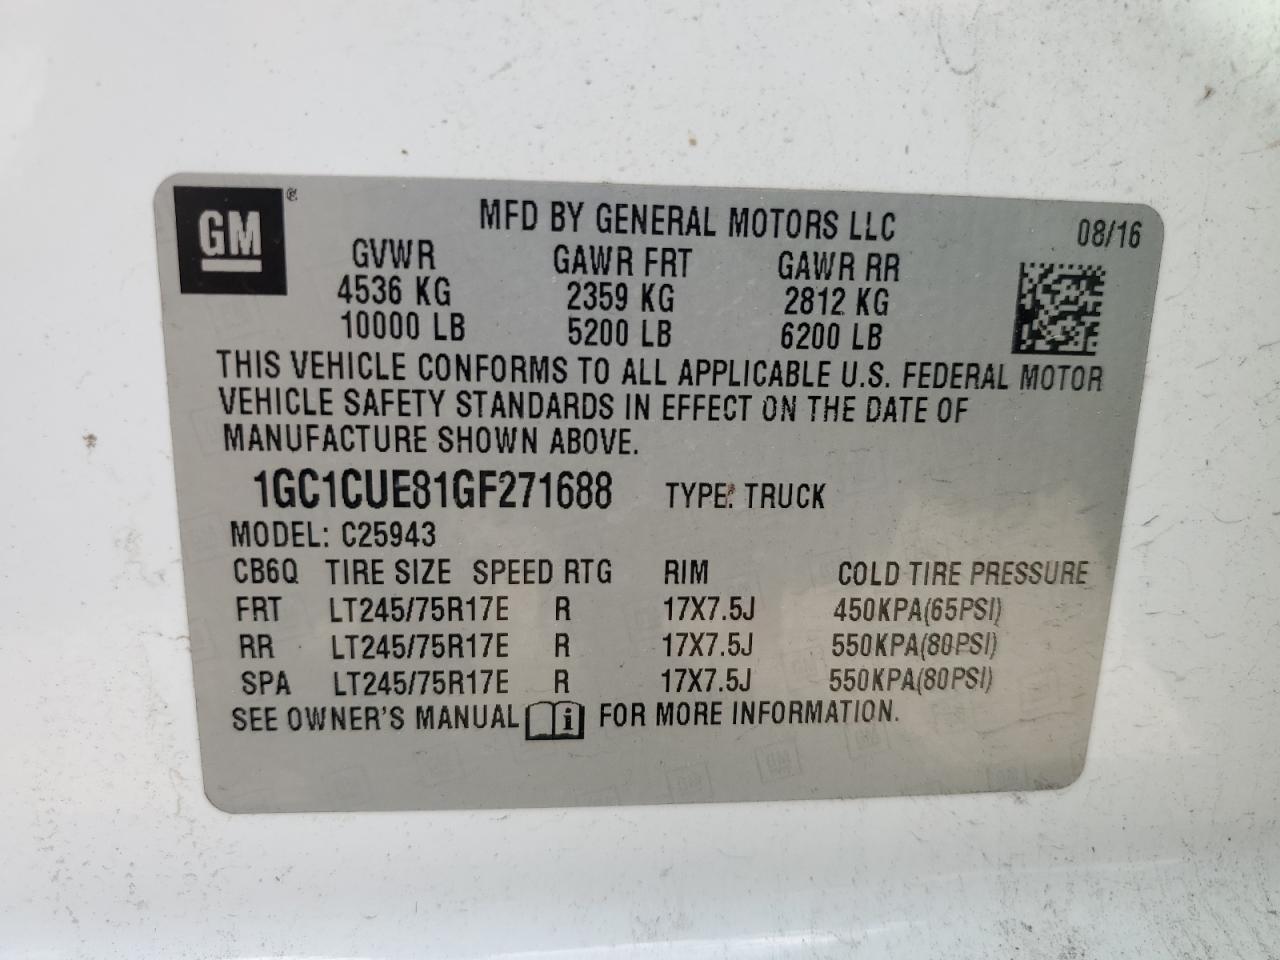 GM ®
MFD BY GENERAL MOTORS LLC 08/16
GVWR GAWR FRT GAWR RR
4536 KG 2359 KG 2812 KG
10000 LB 5200 LB 6200 LB
THIS VEHICLE CONFORMS TO ALL APPLICABLE U.S. FEDERAL MOTOR
VEHICLE SAFETY STANDARDS IN EFFECT ON THE DATE OF
MANUFACTURE SHOWN ABOVE.
1GC1CUE81GF271688 TYPE: TRUCK
MODEL: C25943
CB6Q TIRE SIZE SPEED RTG RIM COLD TIRE PRESSURE
FRT LT245/75R17E R 17X7.5J 450KPA(65PSI)
RR LT245/75R17E R 17X7.5J 550KPA(80PSI)
SPA LT245/75R17E R 17X7.5J 550KPA(80PSI)
SEE OWNER'S MANUAL i FOR MORE INFORMATION.